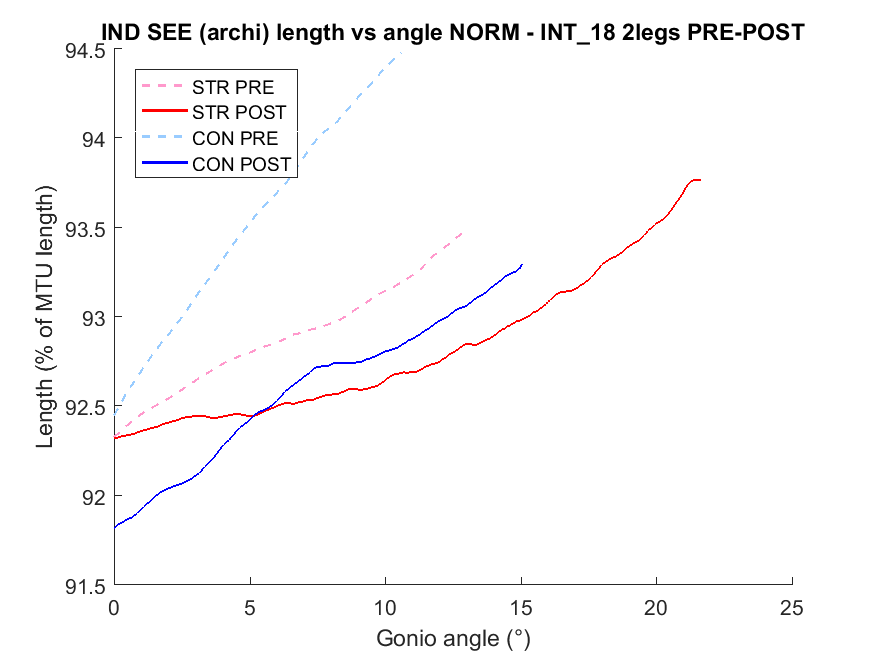 IND SEE (archi) length vs angle NORM - INT_18 2legs PRE-POST
94.5
94
93.5
93
92.5
92
91.5
Length (% of MTU length)
STR PRE
STR POST
CON PRE
CON POST
0 5 10 15 20 25
Gonio angle (°)